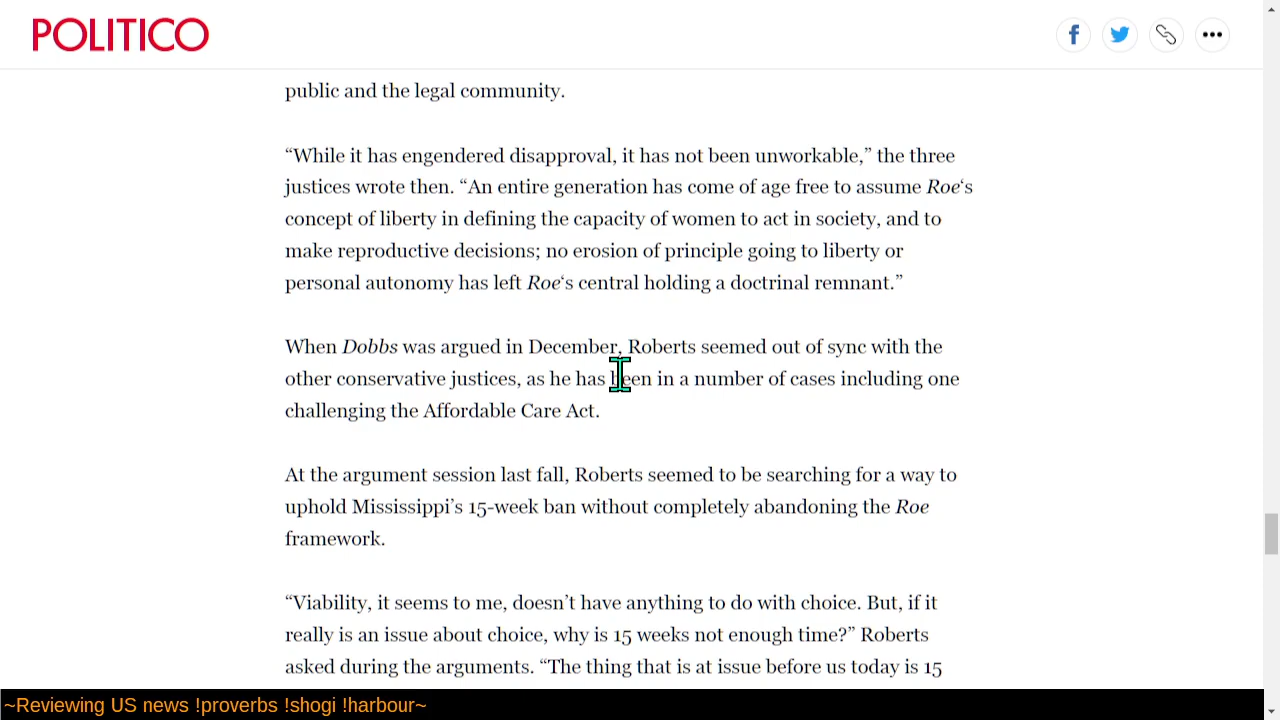 POLITICO
public and the legal community.
“While it has engendered disapproval, it has not been unworkable,” the three
justices wrote then. “An entire generation has come of age free to assume Roe‘s
concept of liberty in defining the capacity of women to act in society, and to
make reproductive decisions; no erosion of principle going to liberty or
personal autonomy has left Roe‘s central holding a doctrinal remnant.”
When Dobbs was argued in December, Roberts seemed out of sync with the
other conservative justices, as he has been in a number of cases including one
challenging the Affordable Care Act.
At the argument session last fall, Roberts seemed to be searching for a way to
uphold Mississippi’s 15-week ban without completely abandoning the Roe
framework.
“Viability, it seems to me, doesn’t have anything to do with choice. But, if it
really is an issue about choice, why is 15 weeks not enough time?” Roberts
asked during the arguments. “The thing that is at issue before us today is 15
~Reviewing US news !proverbs !shogi !harbour~